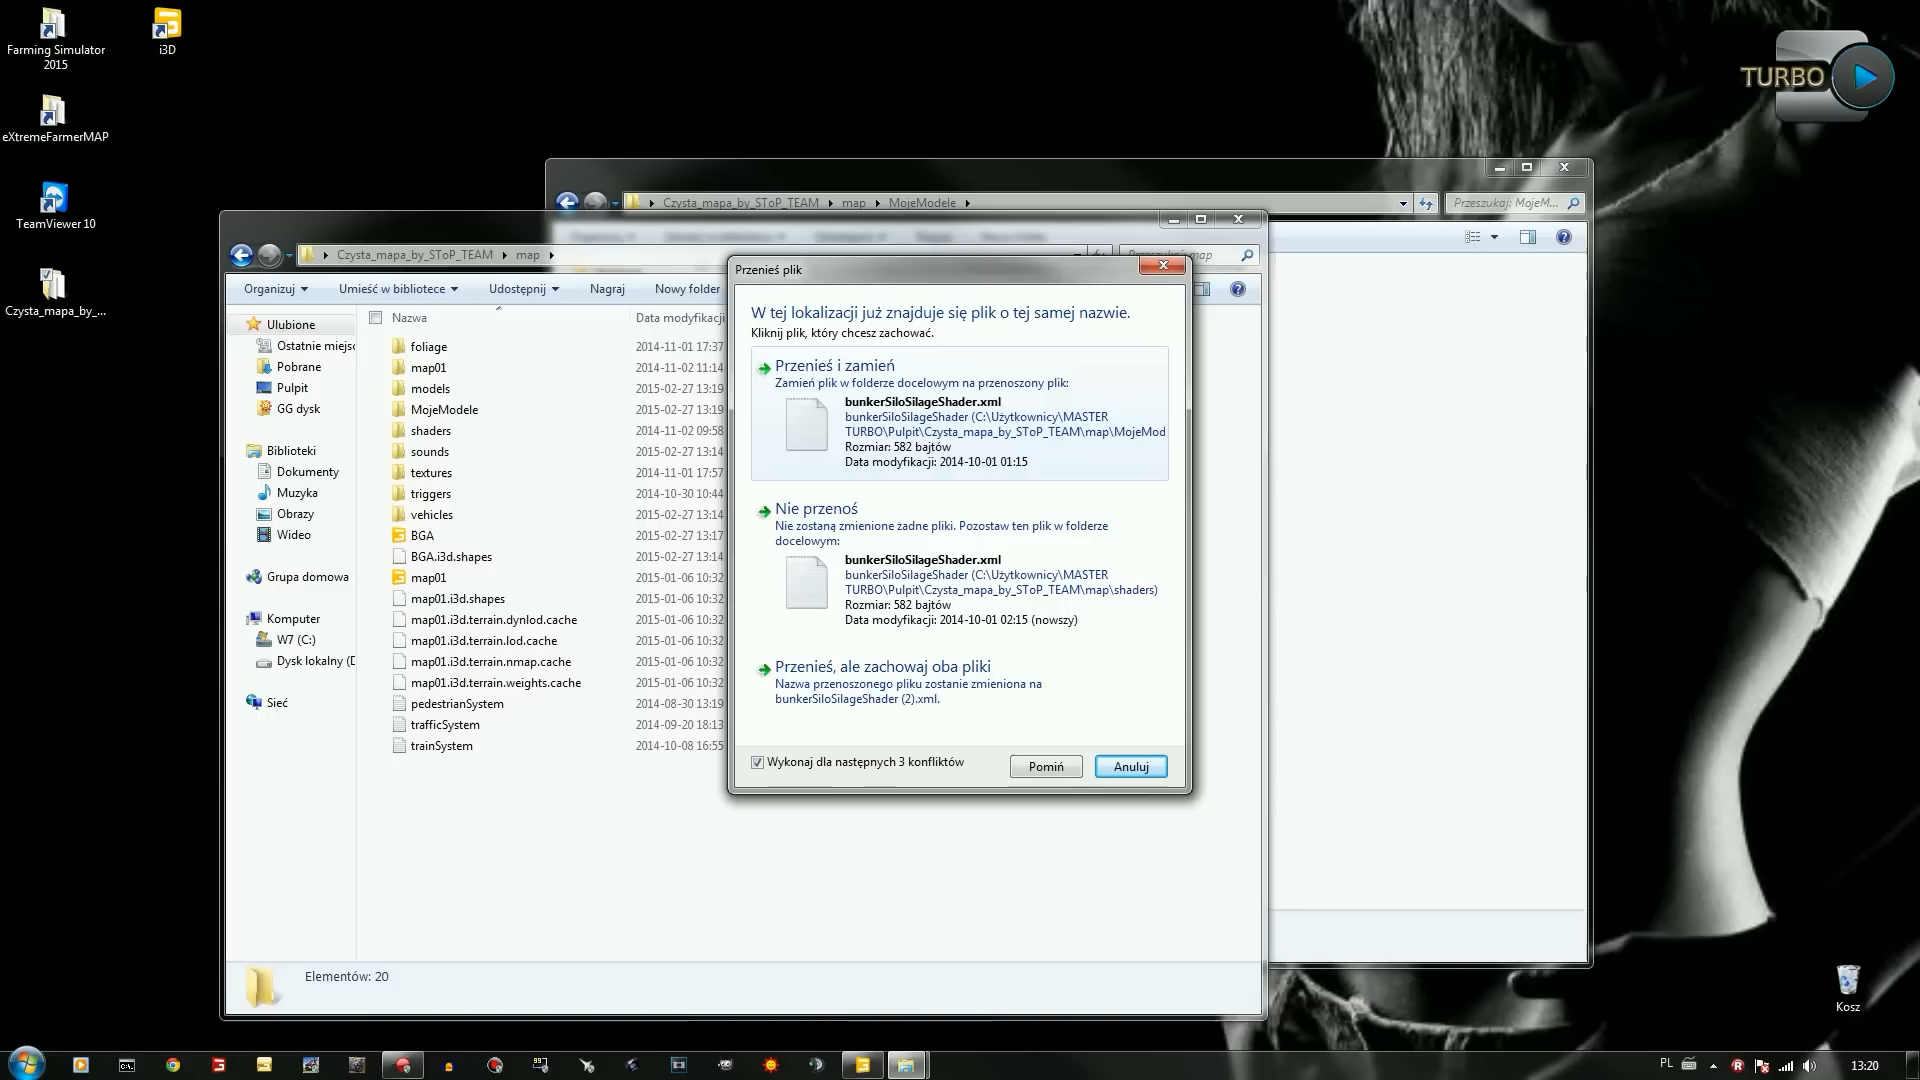 Farming Simulator
2015
i3D
eXtremeFarmerMAP
TeamViewer 10
Czysta_mapa_by_...
TURBO
Czysta_mapa_by_SToP_TEAM
map
MojeModele
Przeszukaj: MojeM...
Czysta_mapa_by_SToP_TEAM
map
Organizuj
Umieść w bibliotece
Udostępnij
Nagraj
Nowy folder
Nazwa
Data modyfikacji
Ulubione
Ostatnie miejsc
Pobrane
Pulpit
GG dysk
Biblioteki
Dokumenty
Muzyka
Obrazy
Wideo
Grupa domowa
Komputer
W7 (C:)
Dysk lokalny (D
Sieć
foliage 2014-11-01 17:37
map01 2014-11-02 11:14
models 2015-02-27 13:19
MojeModele 2015-02-27 13:19
shaders 2014-11-02 09:58
sounds 2015-02-27 13:14
textures 2014-11-01 17:57
triggers 2014-10-30 10:44
vehicles 2015-02-27 13:14
BGA 2015-02-27 13:17
BGA.i3d.shapes 2015-02-27 13:14
map01 2015-01-06 10:32
map01.i3d.shapes 2015-01-06 10:32
map01.i3d.terrain.dynlod.cache 2015-01-06 10:32
map01.i3d.terrain.lod.cache 2015-01-06 10:32
map01.i3d.terrain.nmap.cache 2015-01-06 10:32
map01.i3d.terrain.weights.cache 2015-01-06 10:32
pedestrianSystem 2014-08-30 13:19
trafficSystem 2014-09-20 18:13
trainSystem 2014-10-08 16:55
Elementów: 20
Przenieś plik
W tej lokalizacji już znajduje się plik o tej samej nazwie.
Kliknij plik, który chcesz zachować.
Przenieś i zamień
Zamień plik w folderze docelowym na przenoszony plik:
bunkerSiloSilageShader.xml
bunkerSiloSilageShader (C:\Użytkownicy\MASTER
TURBO\Pulpit\Czysta_mapa_by_SToP_TEAM\map\MojeMod
Rozmiar: 582 bajtów
Data modyfikacji: 2014-10-01 01:15
Nie przenoś
Nie zostaną zmienione żadne pliki. Pozostaw ten plik w folderze
docelowym:
bunkerSiloSilageShader.xml
bunkerSiloSilageShader (C:\Użytkownicy\MASTER
TURBO\Pulpit\Czysta_mapa_by_SToP_TEAM\map\shaders)
Rozmiar: 582 bajtów
Data modyfikacji: 2014-10-01 02:15 (nowszy)
Przenieś, ale zachowaj oba pliki
Nazwa przenoszonego pliku zostanie zmieniona na
bunkerSiloSilageShader (2).xml.
Wykonaj dla następnych 3 konfliktów
Pomiń
Anuluj
Kosz
PL
13:20